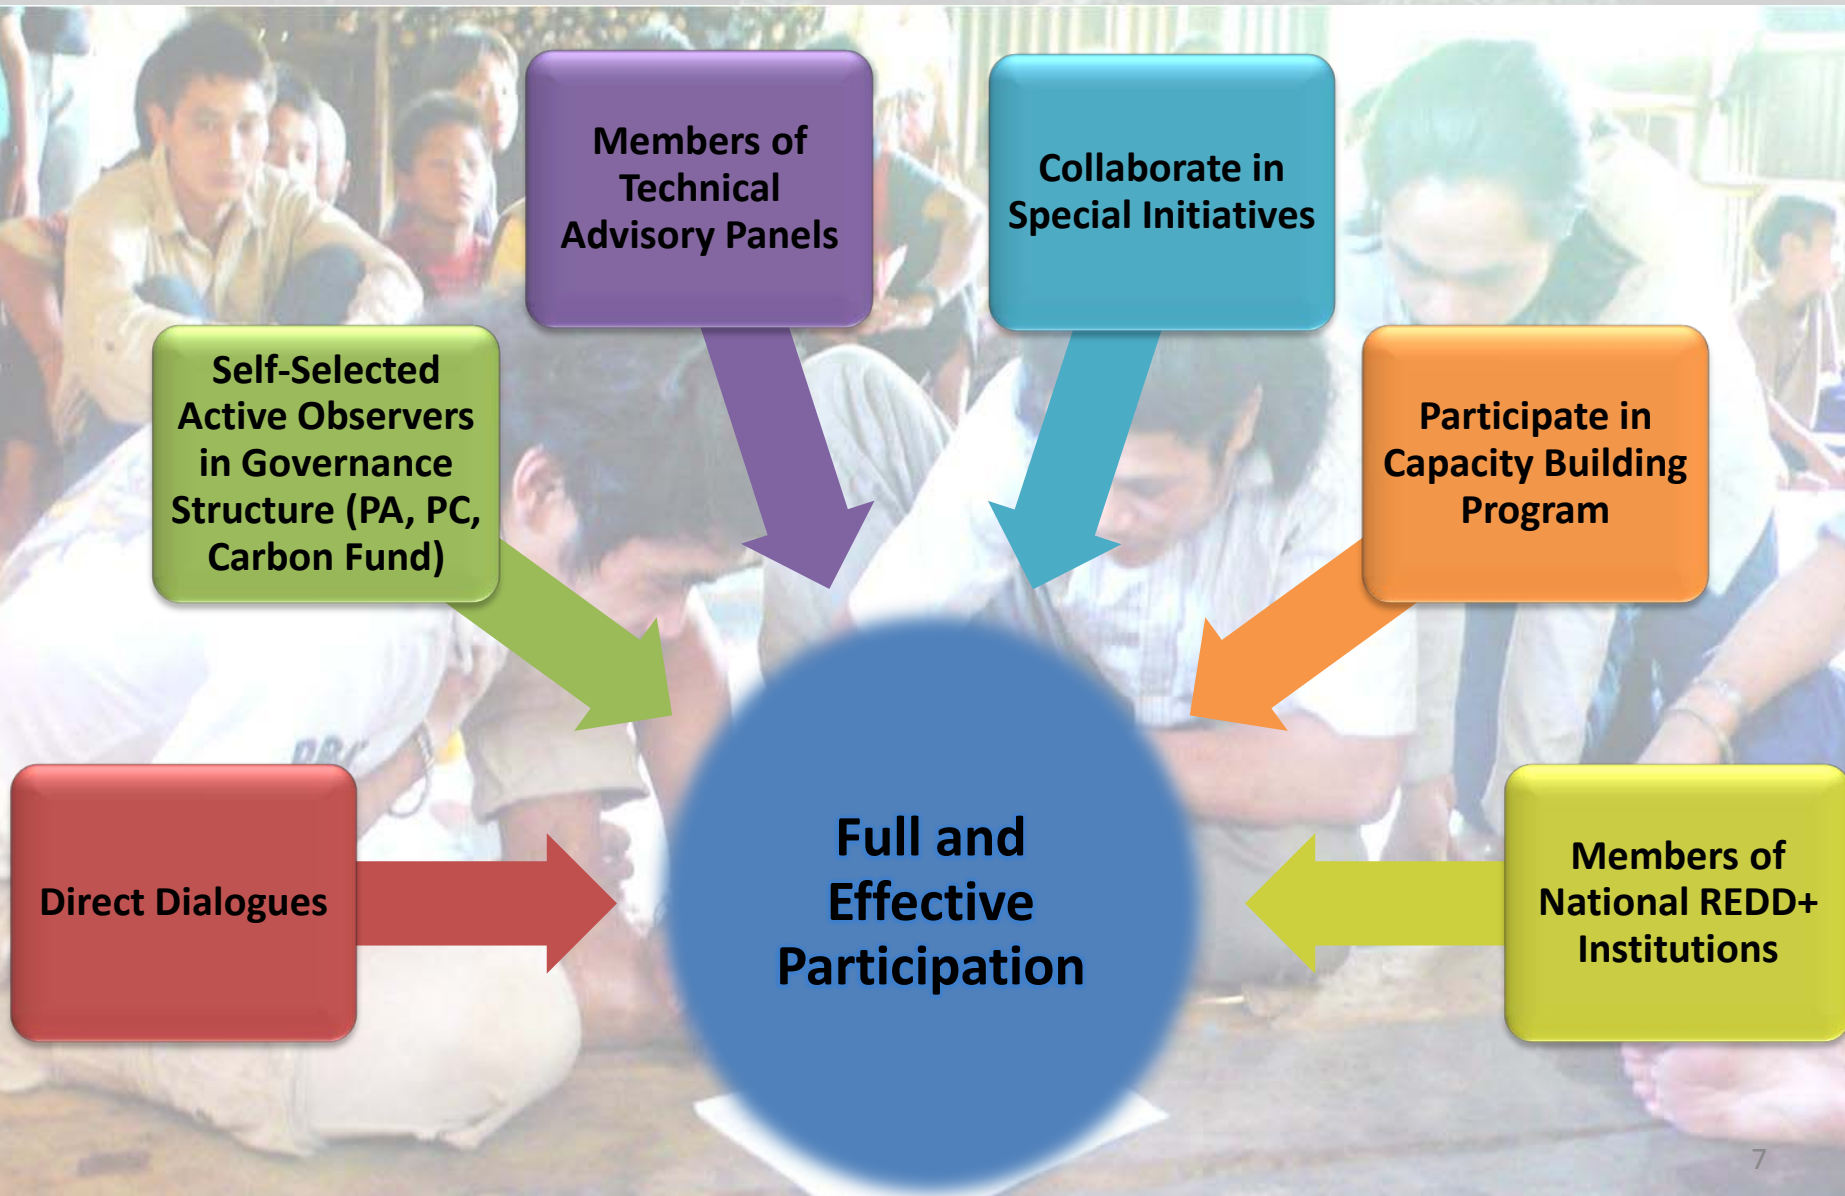 Members of
Technical
Advisory Panels
Collaborate in
Special Initiatives
Self-Selected
Active Observers
in Governance
Structure (PA, PC,
Carbon Fund)
Participate in
Capacity Building
Program
Direct Dialogues
Full and
Effective
Participation
Members of
National REDD+
Institutions
7